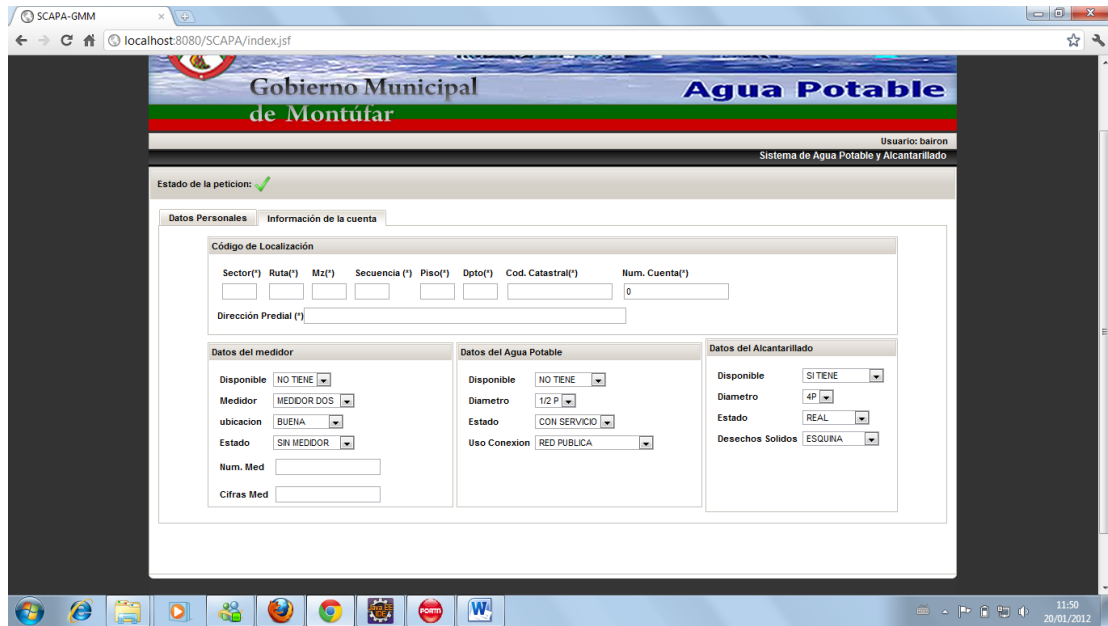 SCAPA-GMM
localhost:8080/SCAPA/index.jsf
Gobierno Municipal
de Montúfar
Agua Potable
Usuario: bairon
Sistema de Agua Potable y Alcantarillado
Estado de la peticion:
Datos Personales Información de la cuenta
Código de Localización
Sector(*) Ruta(*) Mz(*) Secuencia (*) Piso(*) Dpto(*) Cod. Catastral(*) Num. Cuenta(*)
0
Dirección Predial (*)
Datos del medidor
Disponible NO TIENE
Medidor MEDIDOR DOS
ubicacion BUENA
Estado SIN MEDIDOR
Num. Med
Cifras Med
Datos del Agua Potable
Disponible NO TIENE
Diametro 1/2 P
Estado CON SERVICIO
Uso Conexion RED PUBLICA
Datos del Alcantarillado
Disponible SI TIENE
Diametro 4P
Estado REAL
Desechos Solidos ESQUINA
Java EE
IDE
W
11:50
20/01/2012